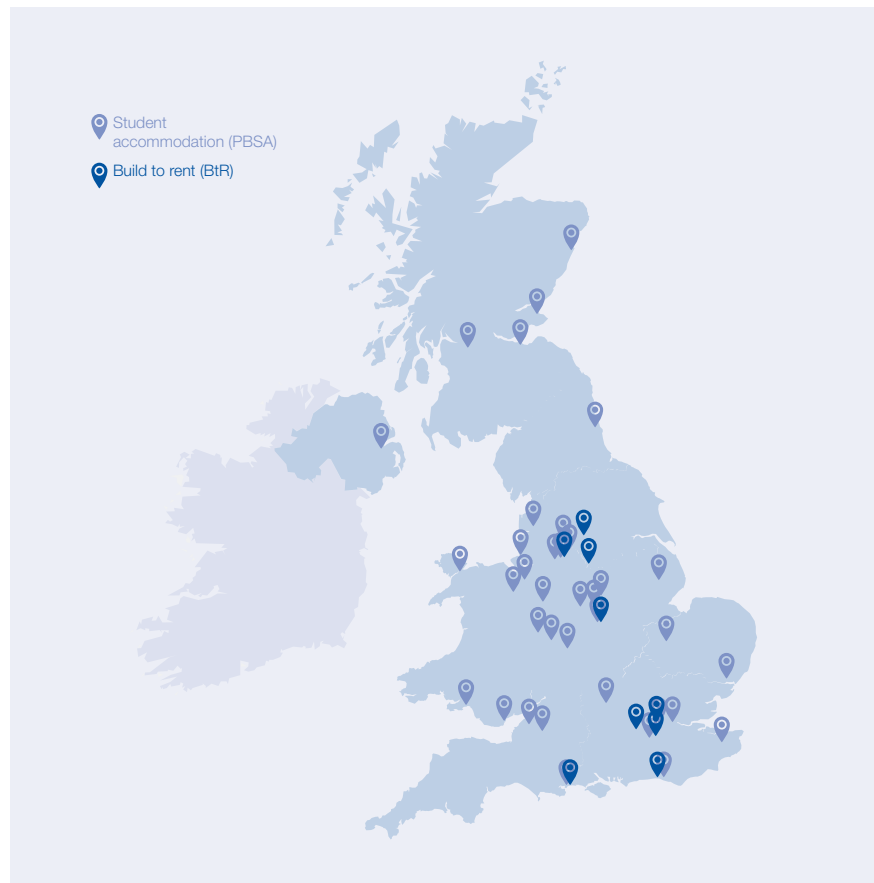 Student
accommodation (PBSA)
Build to rent (BtR)